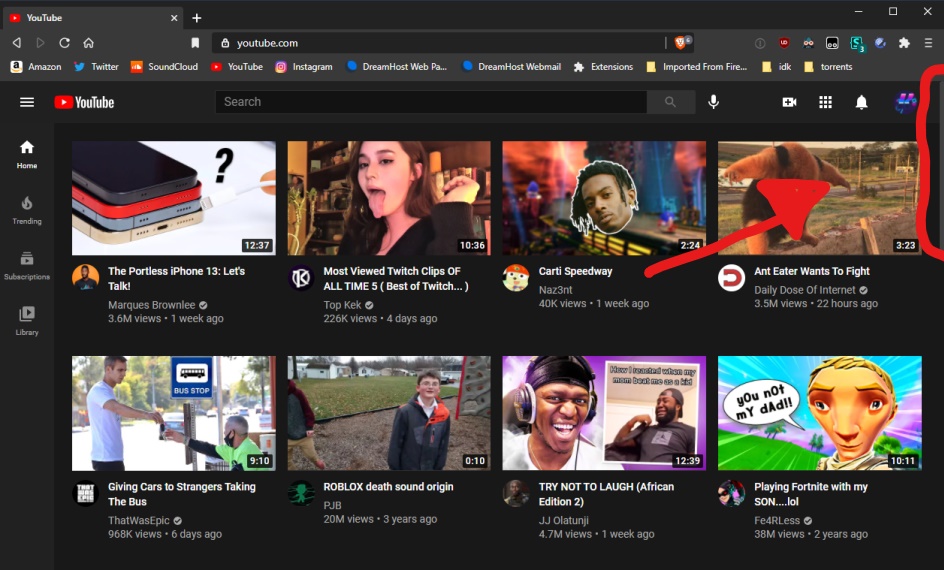 YouTube
youtube.com
6
3
Amazon
Twitter
SoundCloud
YouTube
Instagram
DreamHost Web Pa...
DreamHost Webmail
Extensions
Imported From Fire...
idk
torrents
YouTube
Search
Home
Trending
Subscriptions
Library
?
12:37
10:36
2:24
3:23
The Portless iPhone 13: Let's
Talk!
Marques Brownlee
3.6M views • 1 week ago
Most Viewed Twitch Clips OF
ALL TIME 5 ( Best of Twitch... )
Top Kek
226K views • 4 days ago
Carti Speedway
Naz3nt
40K views • 1 week ago
Ant Eater Wants To Fight
Daily Dose Of Internet
3.5M views • 22 hours ago
BUS STOP
9:10
0:10
How I reacted when my
mom beat me as a kid
12:39
you not
my dad!!
10:11
Giving Cars to Strangers Taking
The Bus
ThatWasEpic
968K views • 6 days ago
ROBLOX death sound origin
PJB
20M views • 3 years ago
TRY NOT TO LAUGH (African
Edition 2)
JJ Olatunji
4.7M views • 1 week ago
Playing Fortnite with my
SON....lol
Fe4RLess
38M views • 2 years ago